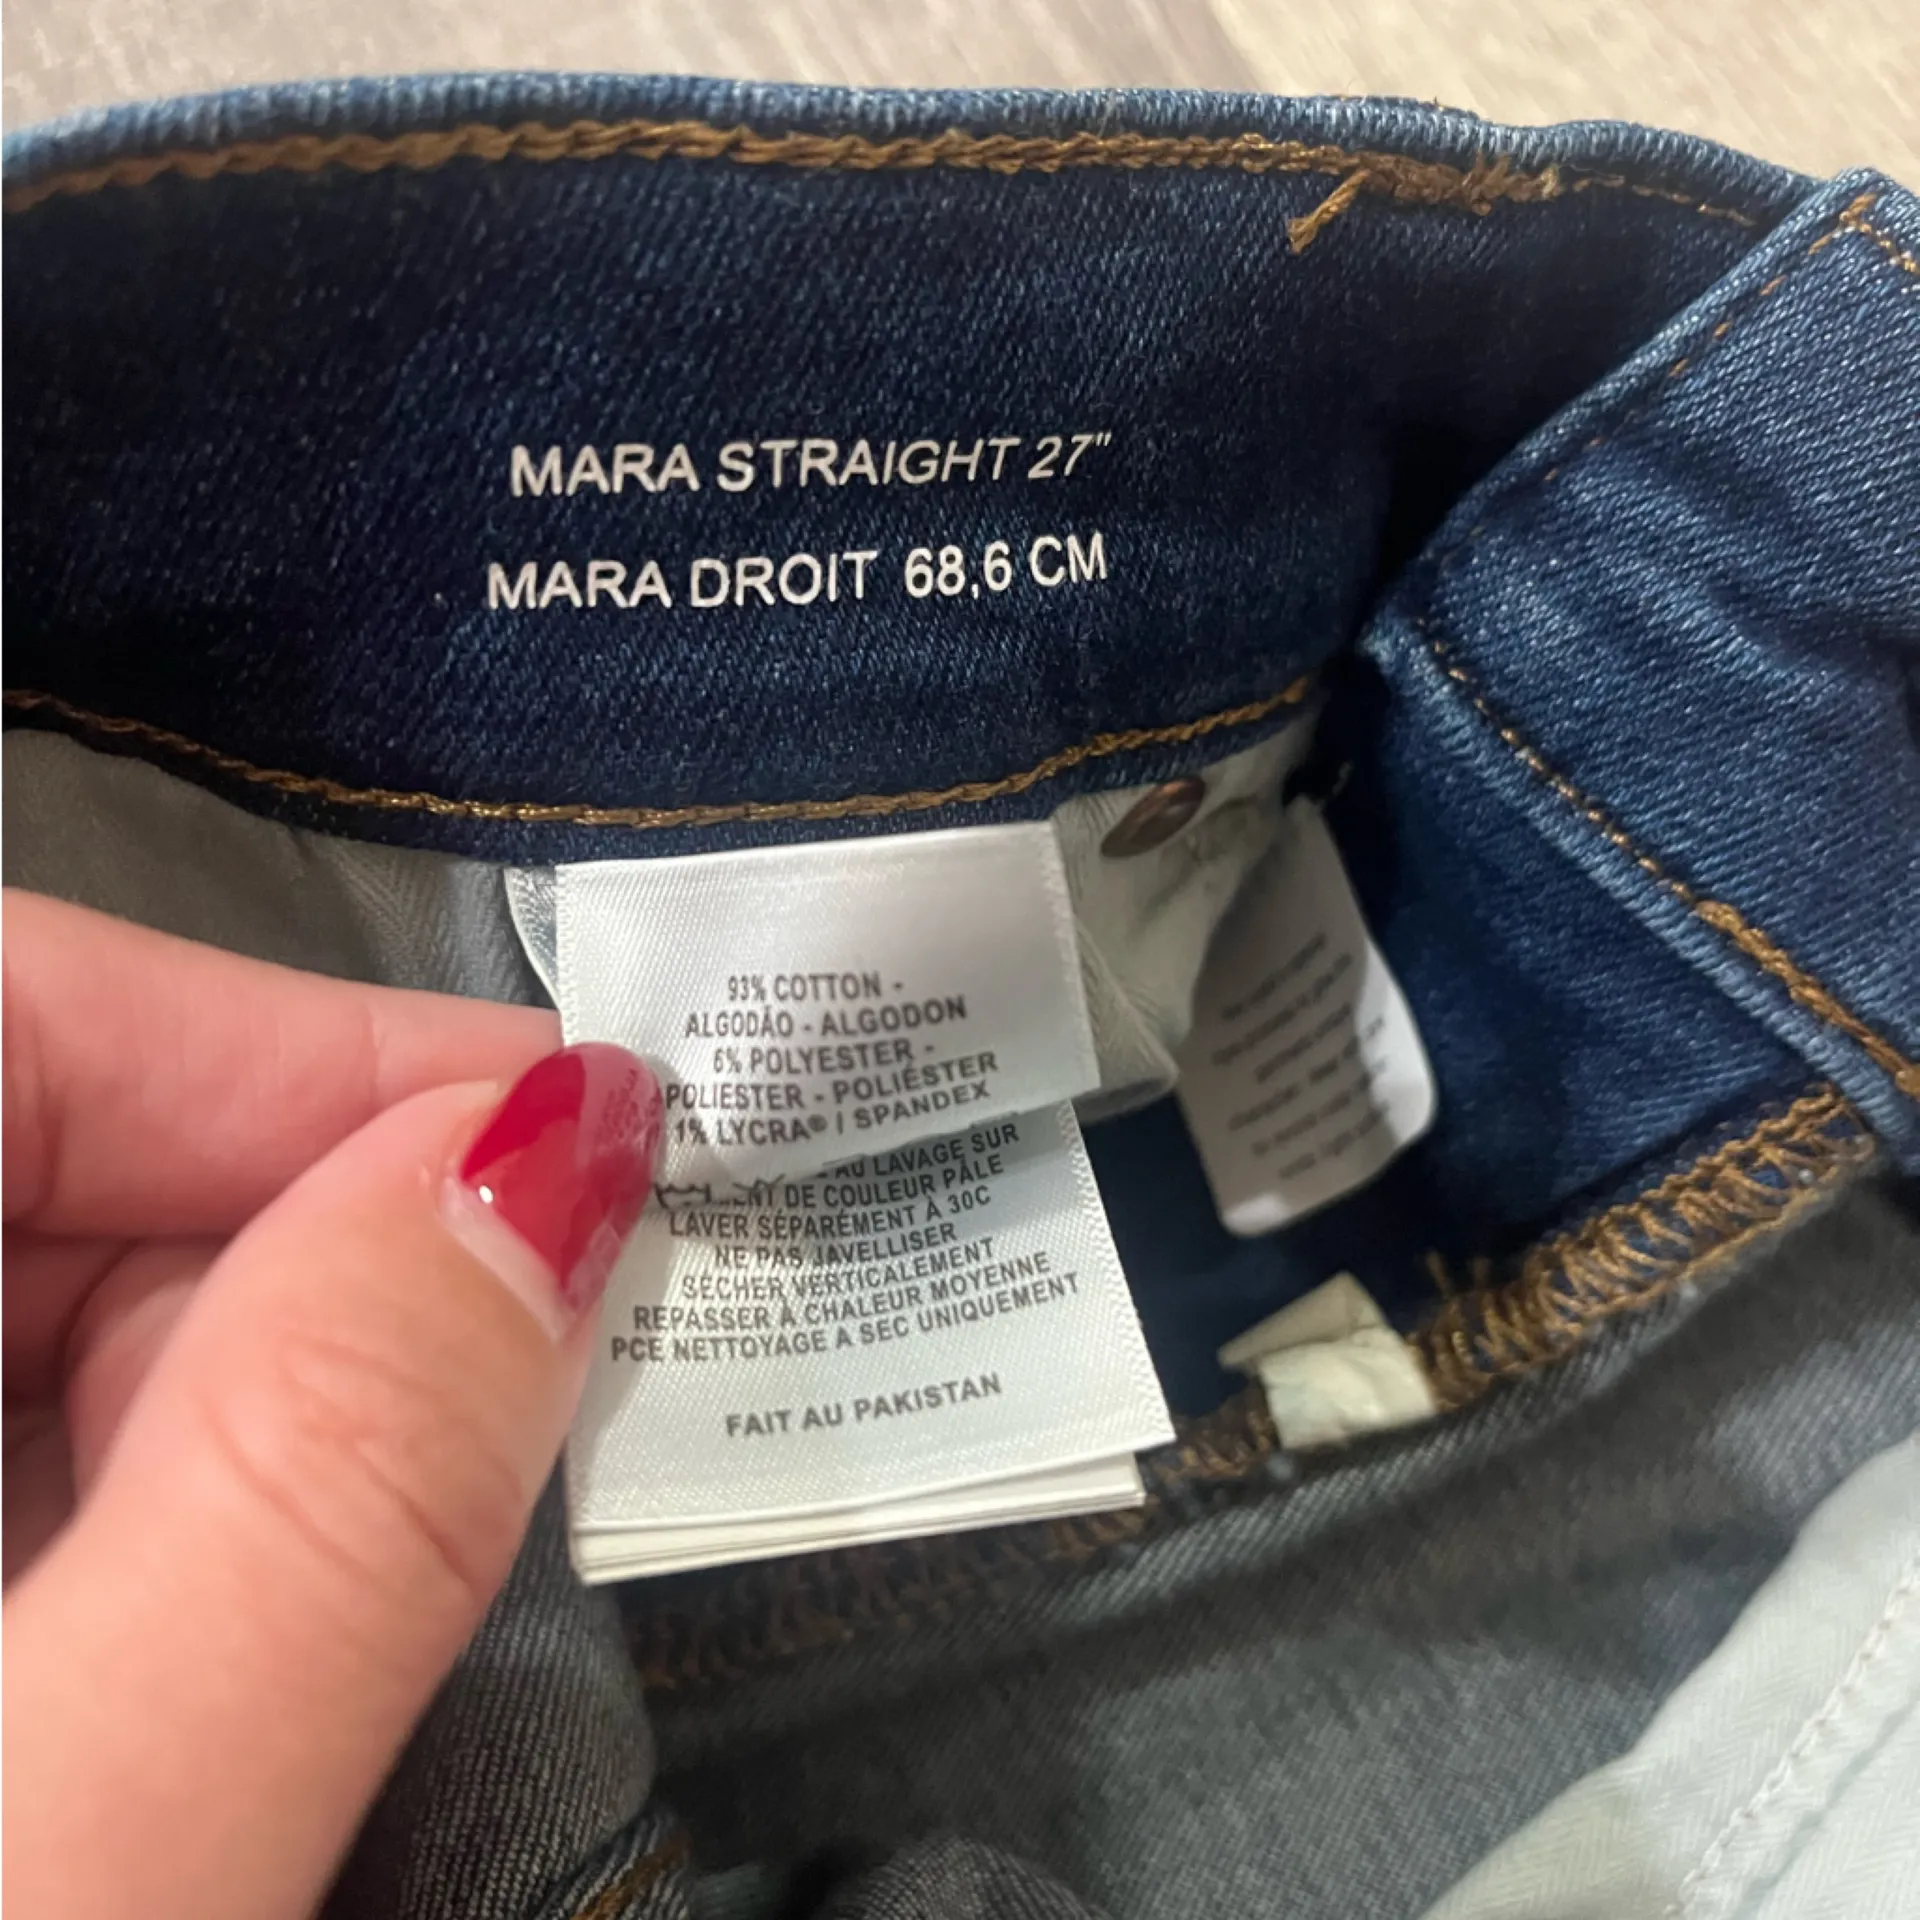 MARA STRAIGHT 27"
MARA DROIT 68,6 CM
93% COTTON -
ALGODÃO - ALGODON
6% POLYESTER -
POLIESTER - POLIÉSTER
1% LYCRA® / SPANDEX
AU LAVAGE SUR
DE COULEUR PÂLE
LAVER SÉPARÉMENT À 30C
NE PAS JAVELLISER
SÉCHER VERTICALEMENT
REPASSER À CHALEUR MOYENNE
PCE NETTOYAGE A SEC UNIQUEMENT
FAIT AU PAKISTAN